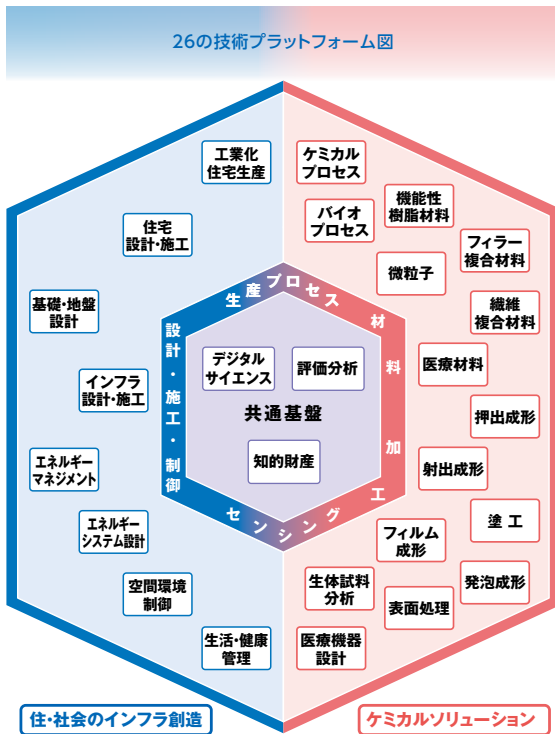 26の技術プラットフォーム図
工業化
住宅生産
住宅
設計・施工
基礎・地盤
設計
インフラ
設計・施工
エネルギー
マネジメント
エネルギー
システム設計
空間環境
制御
生活・健康
管理
ケミカル
プロセス
バイオ
プロセス
機能性
樹脂材料
微粒子
フィラー
複合材料
繊維
複合材料
医療材料
押出成形
射出成形
塗工
フィルム
成形
発泡成形
生体試料
分析
表面処理
医療機器
設計
生産プロセス
材料加工
設計・施工・制御
センシング
デジタル
サイエンス
評価分析
共通基盤
知的財産
住・社会のインフラ創造
ケミカルソリューション